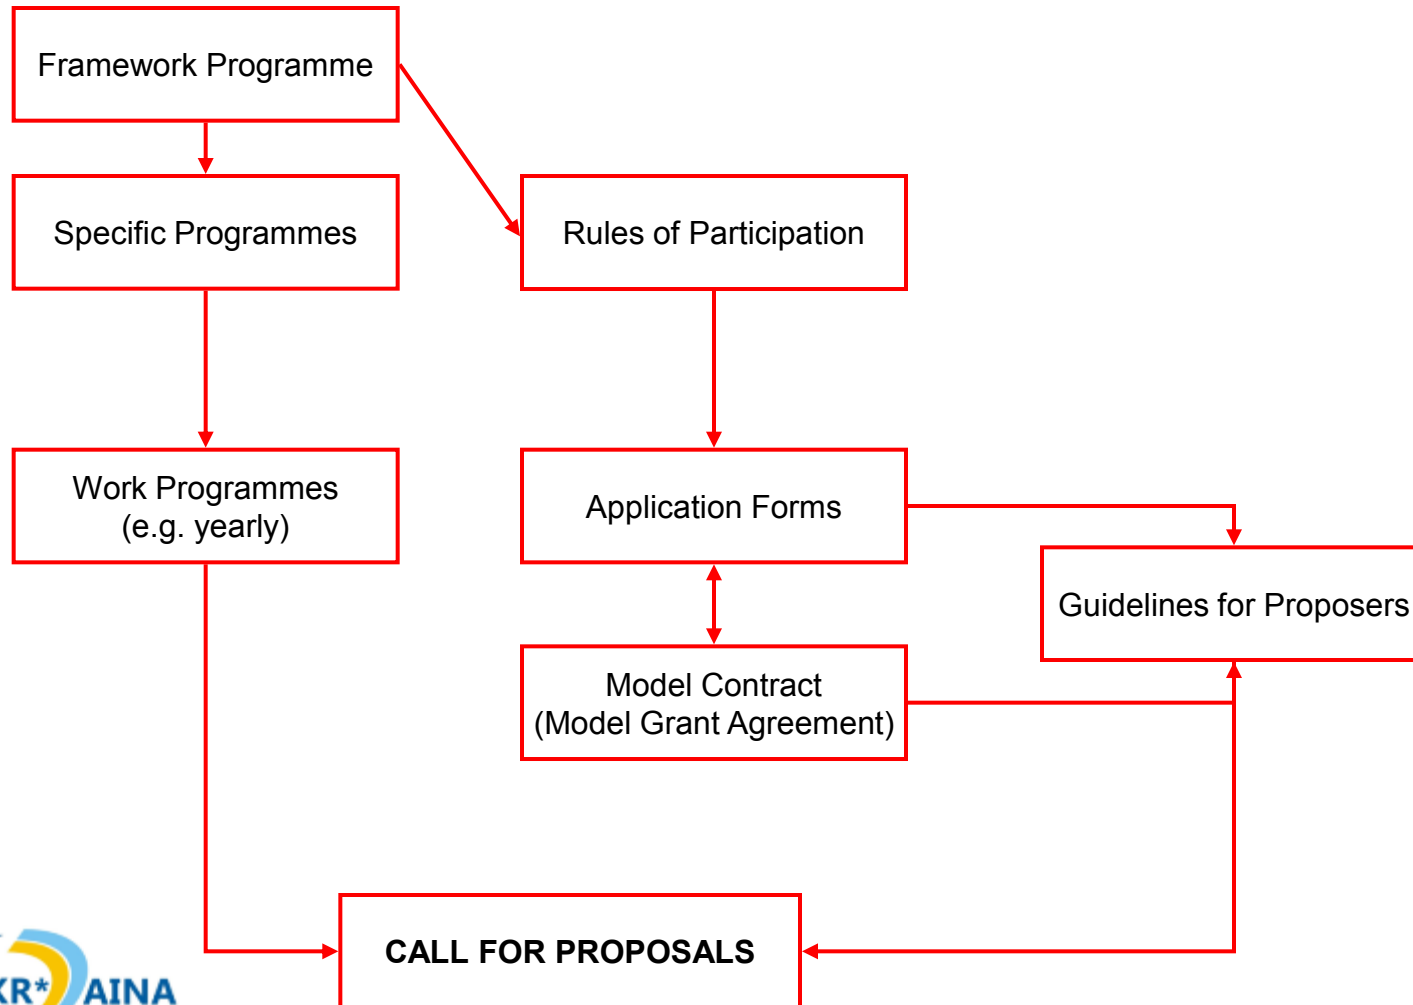 Framework Programme
Specific Programmes
Rules of Participation
Work Programmes
(e.g. yearly)
Application Forms
Guidelines for Proposers
Model Contract
(Model Grant Agreement)
CALL FOR PROPOSALS
KR*AINA